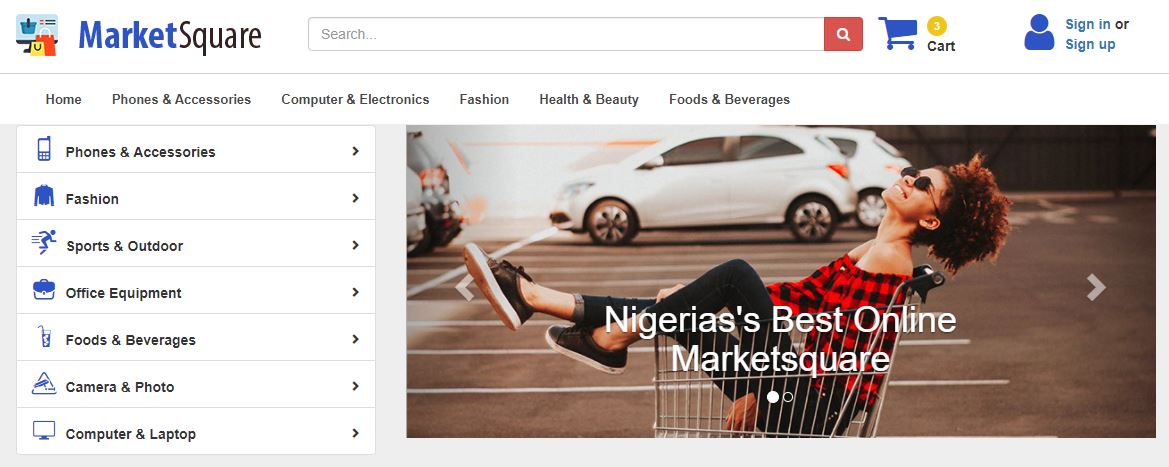 MarketSquare
Search...
3
Cart
Sign in or
Sign up
Home Phones & Accessories Computer & Electronics Fashion Health & Beauty Foods & Beverages
Phones & Accessories
Fashion
Sports & Outdoor
Office Equipment
Foods & Beverages
Camera & Photo
Computer & Laptop
Nigerias's Best Online
Marketsquare